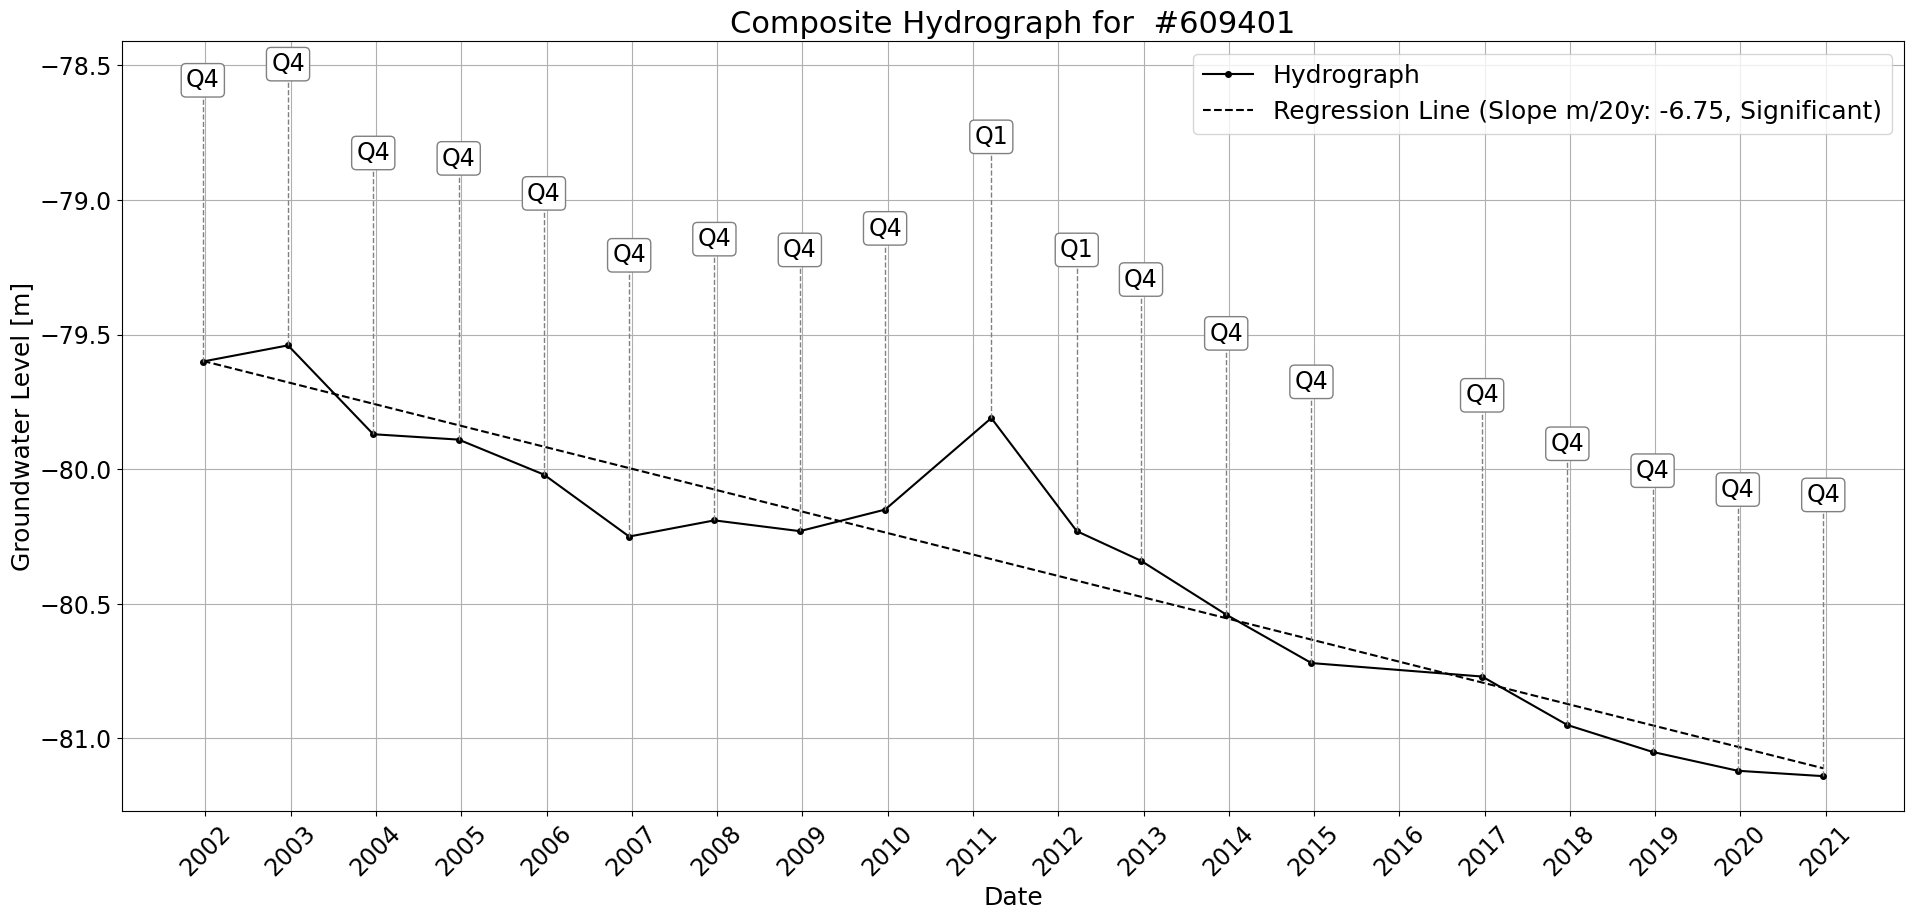 Composite Hydrograph for  #609401
Hydrograph
Regression Line (Slope m/20y: -6.75, Significant)
Groundwater Level [m]
−78.5
−79.0
−79.5
−80.0
−80.5
−81.0
Q4
Q4
Q4
Q4
Q4
Q4
Q4
Q4
Q4
Q1
Q1
Q4
Q4
Q4
Q4
Q4
Q4
Q4
Q4
2002
2003
2004
2005
2006
2007
2008
2009
2010
2011
2012
2013
2014
2015
2016
2017
2018
2019
2020
2021
Date